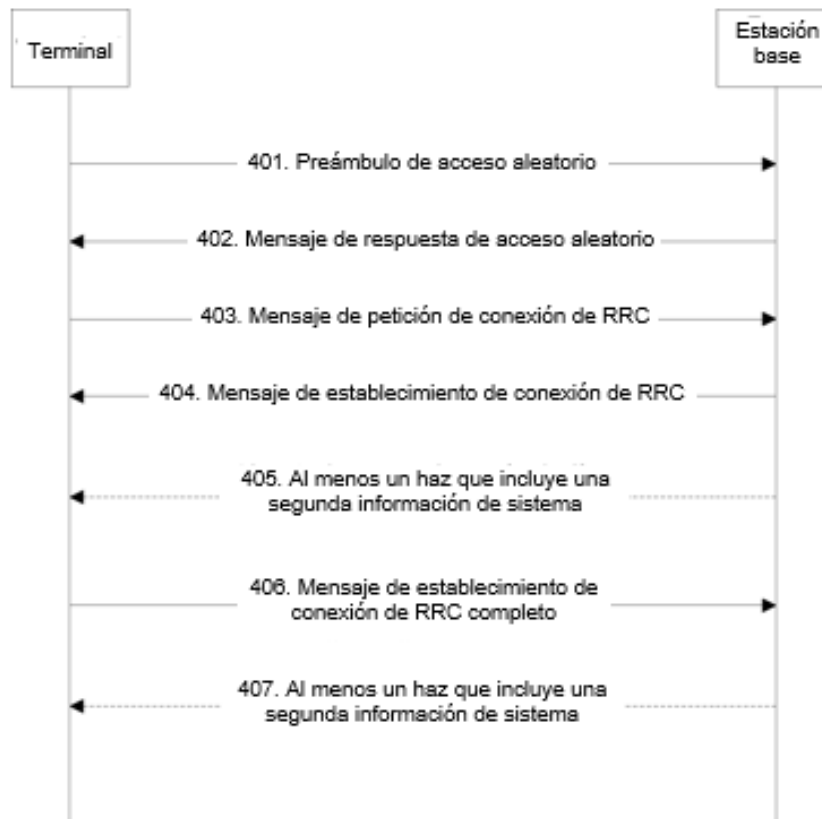 Terminal
Estación
base
401. Preámbulo de acceso aleatorio
402. Mensaje de respuesta de acceso aleatorio
403. Mensaje de petición de conexión de RRC
404. Mensaje de establecimiento de conexión de RRC
405. Al menos un haz que incluye una
segunda información de sistema
406. Mensaje de establecimiento de
conexión de RRC completo
407. Al menos un haz que incluye una
segunda información de sistema